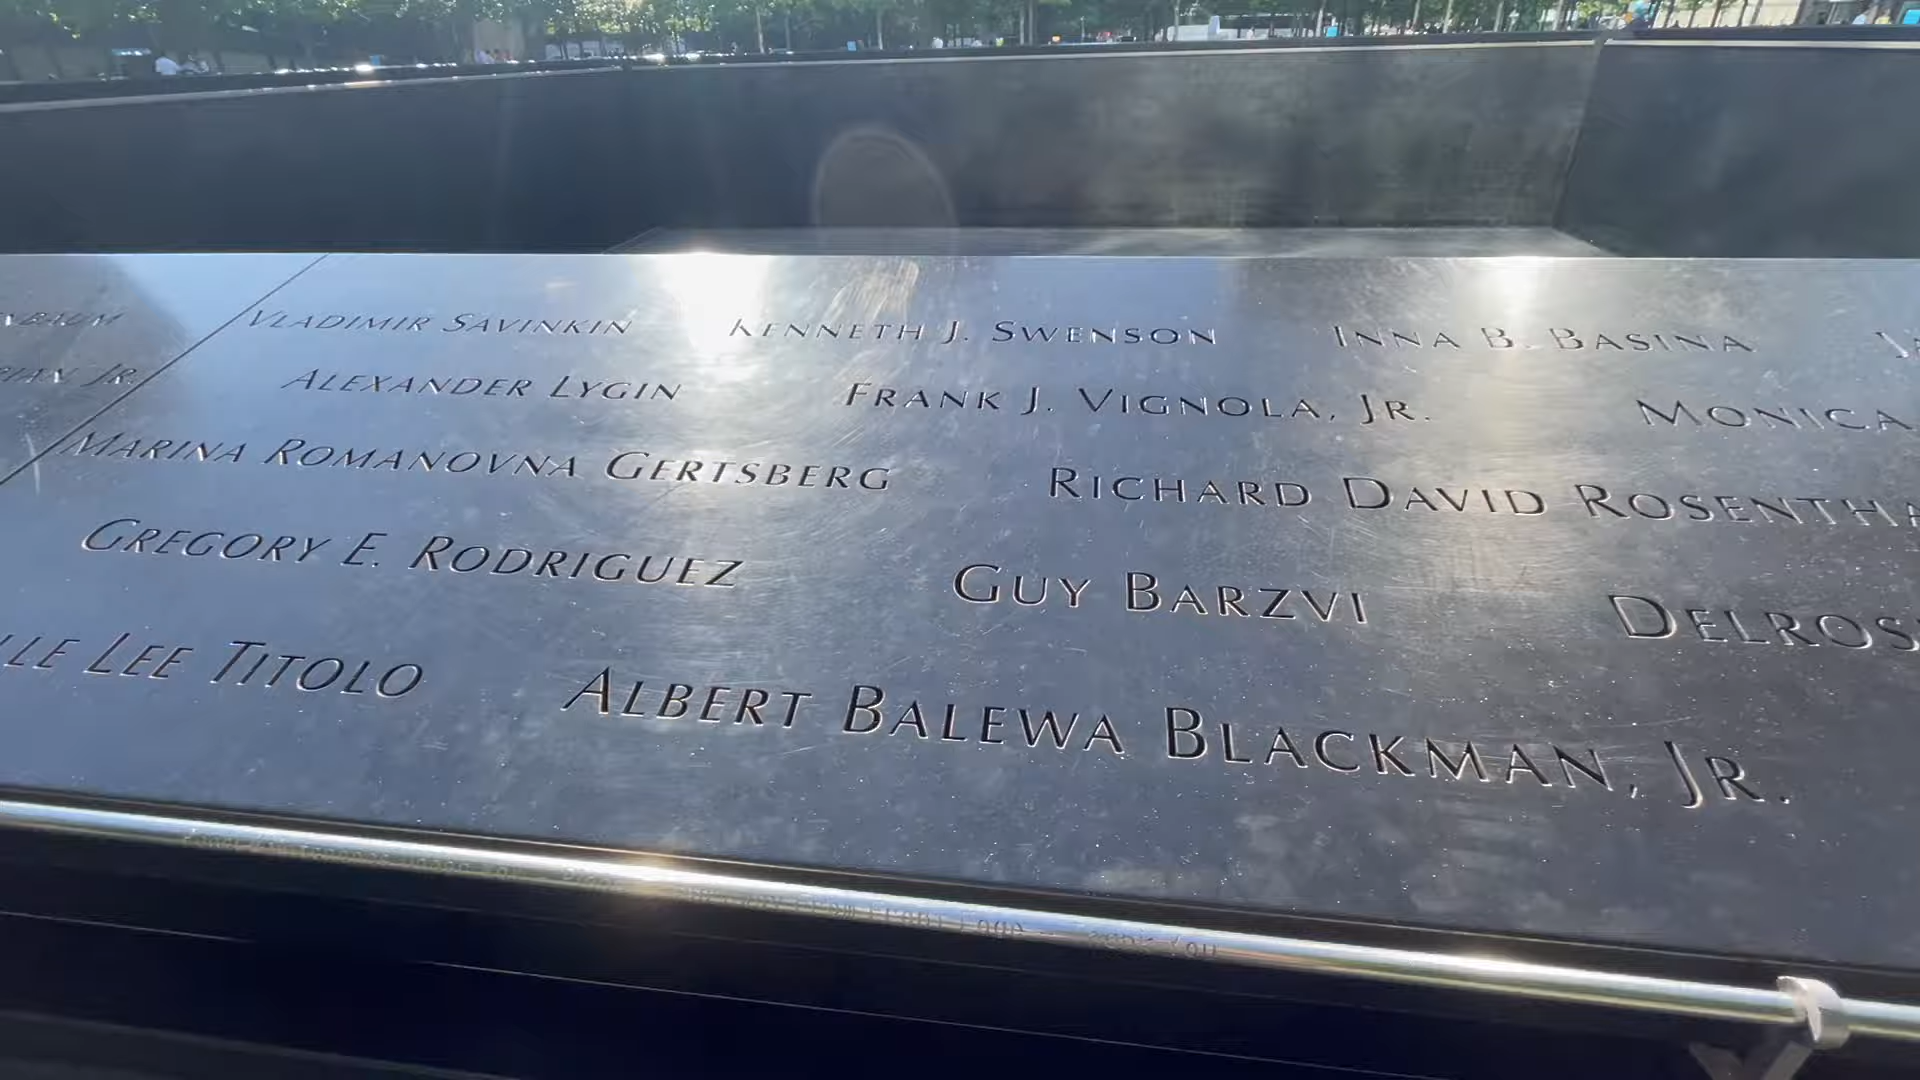 VLADIMIR SAVINKIN KENNETH J. SWENSON INNA B. BASINA
JR. ALEXANDER LYGIN FRANK J. VIGNOLA, JR. MONICA
MARINA ROMANOVNA GERTSBERG RICHARD DAVID ROSENTHA
GREGORY E. RODRIGUEZ GUY BARZVI DELROS
LEE TITOLO ALBERT BALEWA BLACKMAN, JR.